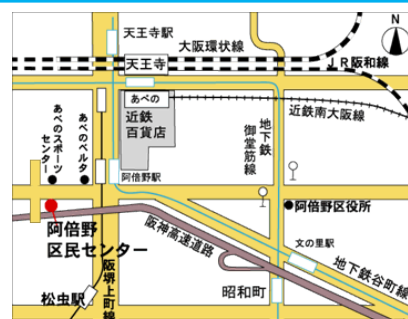 天王寺駅
大阪環状線
N
天王寺
JR阪和線
あべの
近鉄
百貨店
近鉄南大阪線
あべのスポーツ
センター
あべのベルタ
地下鉄
御堂筋線
阿倍野駅
阿倍野区役所
阿倍野
区民センター
阪神高速道路
文の里駅
地下鉄谷町線
松虫駅
阪堺上町線
昭和町